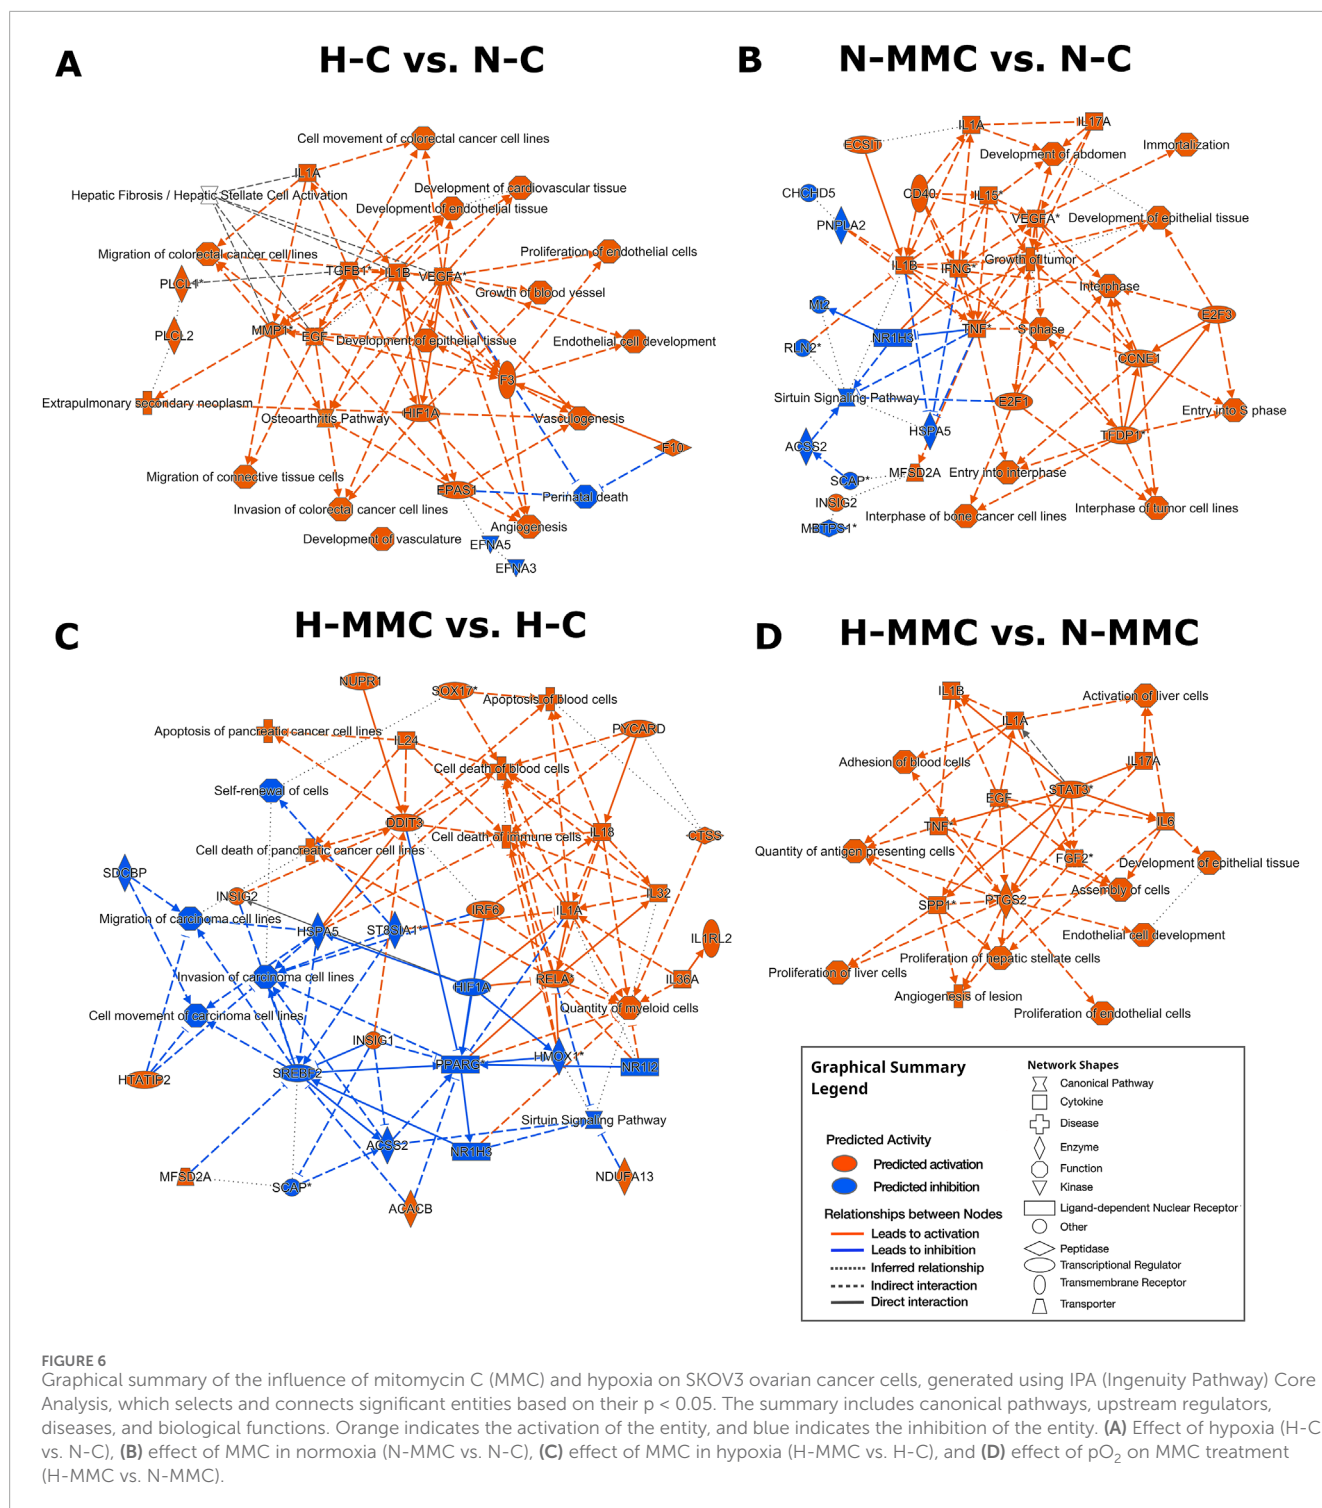 A
H–C vs. N–C
Cell movement of colorectal cancer cell lines
IL1A
Hepatic Fibrosis / Hepatic Stellate Cell Activation
Development of cardiovascular tissue
Development of endothelial tissue
Migration of colorectal cancer cell lines
Proliferation of endothelial cells
TGFB1*
IL1B
VEGFA*
PLCL1*
Growth of blood vessel
MMP1*
EGF
PLCL2
Development of epithelial tissue
Endothelial cell development
F3
Extrapulmonary secondary neoplasm
Osteoarthritis Pathway
HIF1A
Vasculogenesis
F10
Migration of connective tissue cells
EPAS1
Perinatal death
Invasion of colorectal cancer cell lines
Angiogenesis
Development of vasculature
EFNA5
EFNA3
B
N–MMC vs. N–C
IL1A
IL17A
ECSIT
Immortalization
Development of abdomen
CHCHD5
CD40
IL15*
PNPLA2
VEGFA*
Development of epithelial tissue
IL1B
IFNG*
Growth of tumor
Interphase
Mt2
E2F3
NR1H3
TNF*
S phase
RLN2*
CCNE1
Sirtuin Signaling Pathway
E2F1
Entry into S phase
HSPA5
TFDP1*
ACSS2
SCAP*
MFSD2A
Entry into interphase
INSIG2
Interphase of bone cancer cell lines
Interphase of tumor cell lines
MBTPS1*
C
H–MMC vs. H–C
NUPR1
SOX17*
Apoptosis of blood cells
Apoptosis of pancreatic cancer cell lines
IL24
PYCARD
Cell death of blood cells
Self-renewal of cells
DDIT3
Cell death of immune cells
IL18
CTSS
Cell death of pancreatic cancer cell lines
SDCBP
INSIG2
IL32
Migration of carcinoma cell lines
HSPA5
ST8SIA1*
IRF6
IL1A
IL1RL2
Invasion of carcinoma cell lines
HIF1A
RELA*
IL36A
Cell movement of carcinoma cell lines
Quantity of myeloid cells
INSIG1
HTATIP2
SREBF2
PPARG*
HMOX1*
NR1I2
Sirtuin Signaling Pathway
ACSS2
NR1H3
MFSD2A
SCAP*
NDUFA13
ACACB
D
H–MMC vs. N–MMC
IL1B
Activation of liver cells
IL1A
Adhesion of blood cells
IL17A
EGF
STAT3*
TNF
IL6
Quantity of antigen presenting cells
FGF2*
Development of epithelial tissue
Assembly of cells
SPP1*
PTGS2
Endothelial cell development
Proliferation of hepatic stellate cells
Proliferation of liver cells
Angiogenesis of lesion
Proliferation of endothelial cells
Graphical Summary
Legend
Predicted Activity
Predicted activation
Predicted inhibition
Relationships between Nodes
Leads to activation
Leads to inhibition
Inferred relationship
Indirect interaction
Direct interaction
Network Shapes
Canonical Pathway
Cytokine
Disease
Enzyme
Function
Kinase
Ligand-dependent Nuclear Receptor
Other
Peptidase
Transcriptional Regulator
Transmembrane Receptor
Transporter
FIGURE 6
Graphical summary of the influence of mitomycin C (MMC) and hypoxia on SKOV3 ovarian cancer cells, generated using IPA (Ingenuity Pathway) Core
Analysis, which selects and connects significant entities based on their p < 0.05. The summary includes canonical pathways, upstream regulators,
diseases, and biological functions. Orange indicates the activation of the entity, and blue indicates the inhibition of the entity. (A) Effect of hypoxia (H-C
vs. N-C), (B) effect of MMC in normoxia (N-MMC vs. N-C), (C) effect of MMC in hypoxia (H-MMC vs. H-C), and (D) effect of pO2 on MMC treatment
(H-MMC vs. N-MMC).